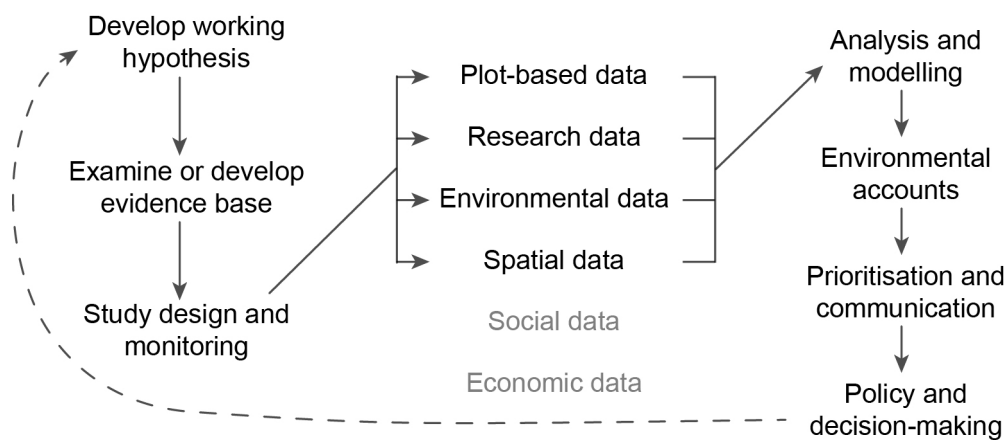 Develop working
hypothesis
Examine or develop
evidence base
Study design and
monitoring
Plot-based data
Research data
Environmental data
Spatial data
Social data
Economic data
Analysis and
modelling
Environmental
accounts
Prioritisation and
communication
Policy and
decision-making